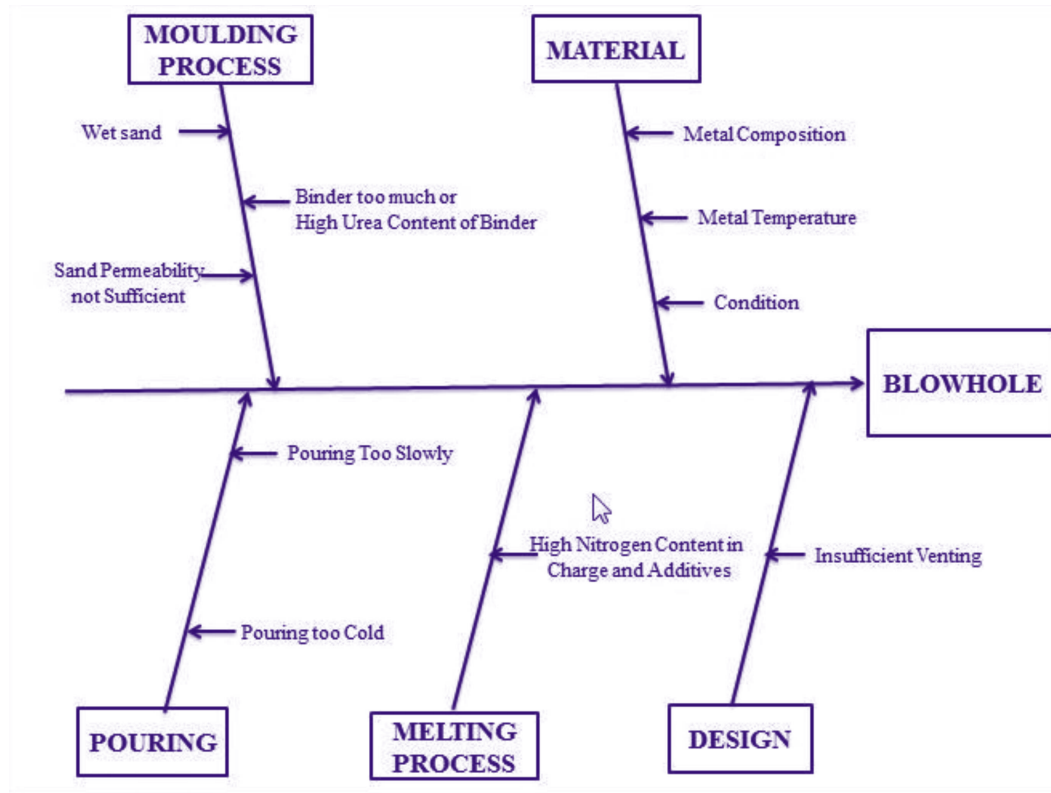 MOULDING
PROCESS
MATERIAL
Wet sand
Metal Composition
Binder too much or
High Urea Content of Binder
Metal Temperature
Sand Permeability
not Sufficient
Condition
BLOWHOLE
Pouring Too Slowly
High Nitrogen Content in
Charge and Additives
Insufficient Venting
Pouring too Cold
POURING
MELTING
PROCESS
DESIGN